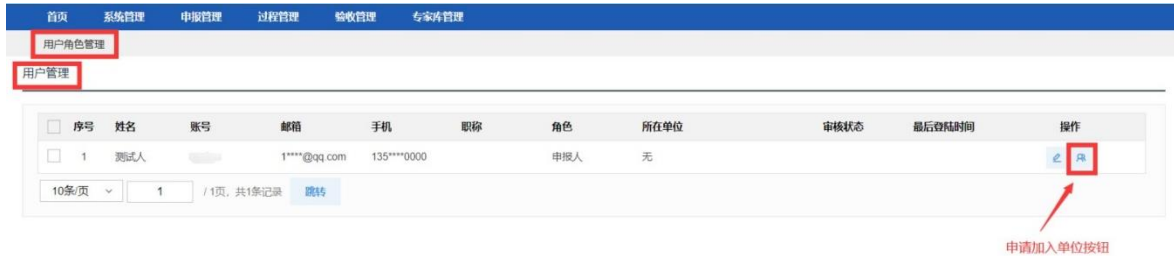 首页 系统管理 申报管理 过程管理 验收管理 专家库管理
用户角色管理
用户管理
序号 姓名 账号 邮箱 手机 职称 角色 所在单位 审核状态 最后登陆时间 操作
1 测试人 1****@qq.com 135****0000 申报人 无
10条/页 1 / 1页，共1条记录 跳转
申请加入单位按钮